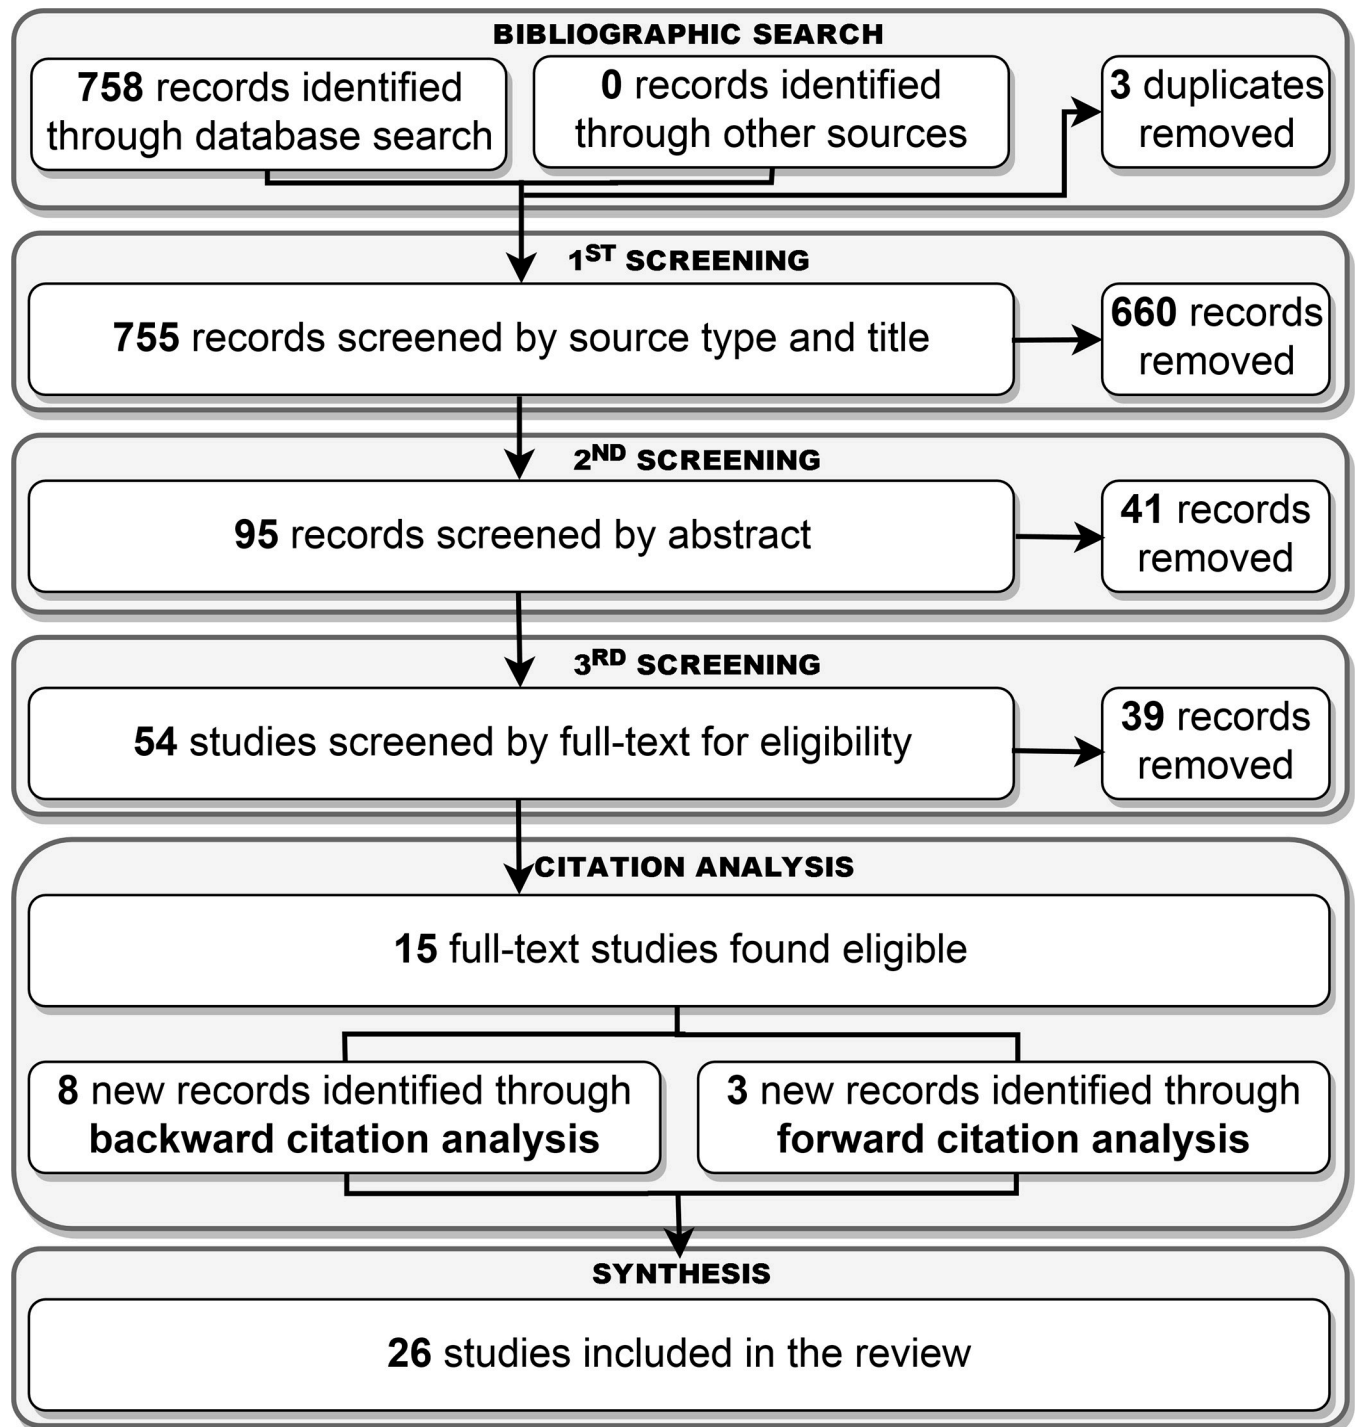 BIBLIOGRAPHIC SEARCH
758 records identified
through database search
0 records identified
through other sources
3 duplicates
removed
1ST SCREENING
755 records screened by source type and title
660 records
removed
2ND SCREENING
95 records screened by abstract
41 records
removed
3RD SCREENING
54 studies screened by full-text for eligibility
39 records
removed
CITATION ANALYSIS
15 full-text studies found eligible
8 new records identified through
backward citation analysis
3 new records identified through
forward citation analysis
SYNTHESIS
26 studies included in the review